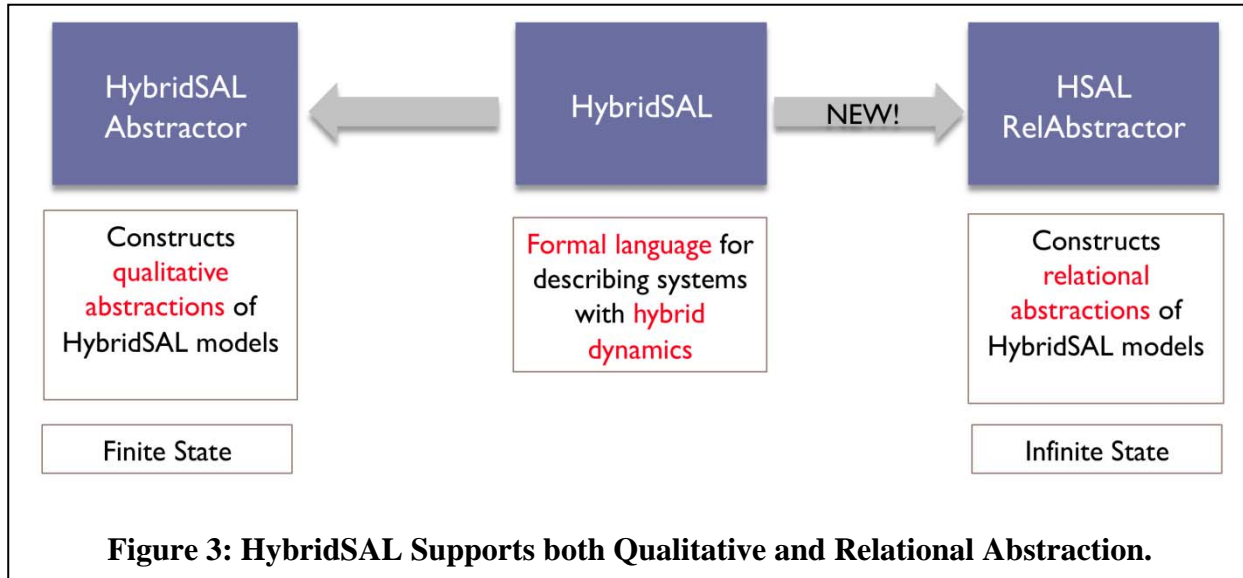 HybridSAL
Abstractor
HybridSAL
NEW!
HSAL
RelAbstractor
Constructs
qualitative
abstractions of
HybridSAL models
Formal language for
describing systems
with hybrid
dynamics
Constructs
relational
abstractions of
HybridSAL models
Finite State
Infinite State
Figure 3: HybridSAL Supports both Qualitative and Relational Abstraction.